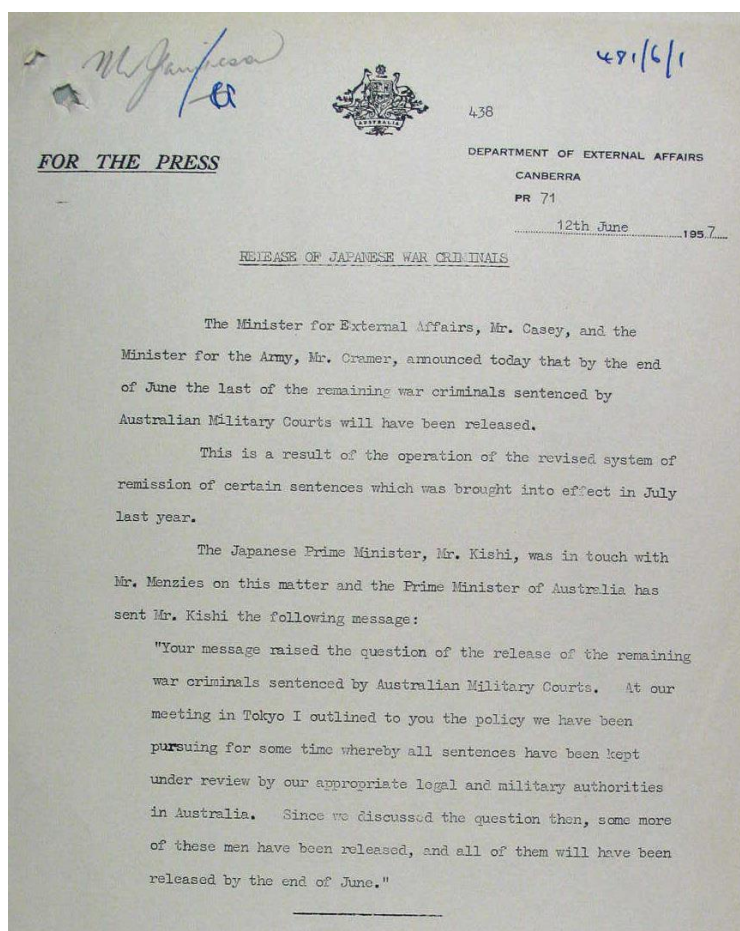 481/6/1
AUSTRALIA
438
FOR THE PRESS
DEPARTMENT OF EXTERNAL AFFAIRS
CANBERRA
PR 71
12th June 1957
RELEASE OF JAPANESE WAR CRIMINALS
The Minister for External Affairs, Mr. Casey, and the
Minister for the Army, Mr. Cramer, announced today that by the end
of June the last of the remaining war criminals sentenced by
Australian Military Courts will have been released.
This is a result of the operation of the revised system of
remission of certain sentences which was brought into effect in July
last year.
The Japanese Prime Minister, Mr. Kishi, was in touch with
Mr. Menzies on this matter and the Prime Minister of Australia has
sent Mr. Kishi the following message:
"Your message raised the question of the release of the remaining
war criminals sentenced by Australian Military Courts. At our
meeting in Tokyo I outlined to you the policy we have been
pursuing for some time whereby all sentences have been kept
under review by our appropriate legal and military authorities
in Australia. Since we discussed the question then, some more
of these men have been released, and all of them will have been
released by the end of June."